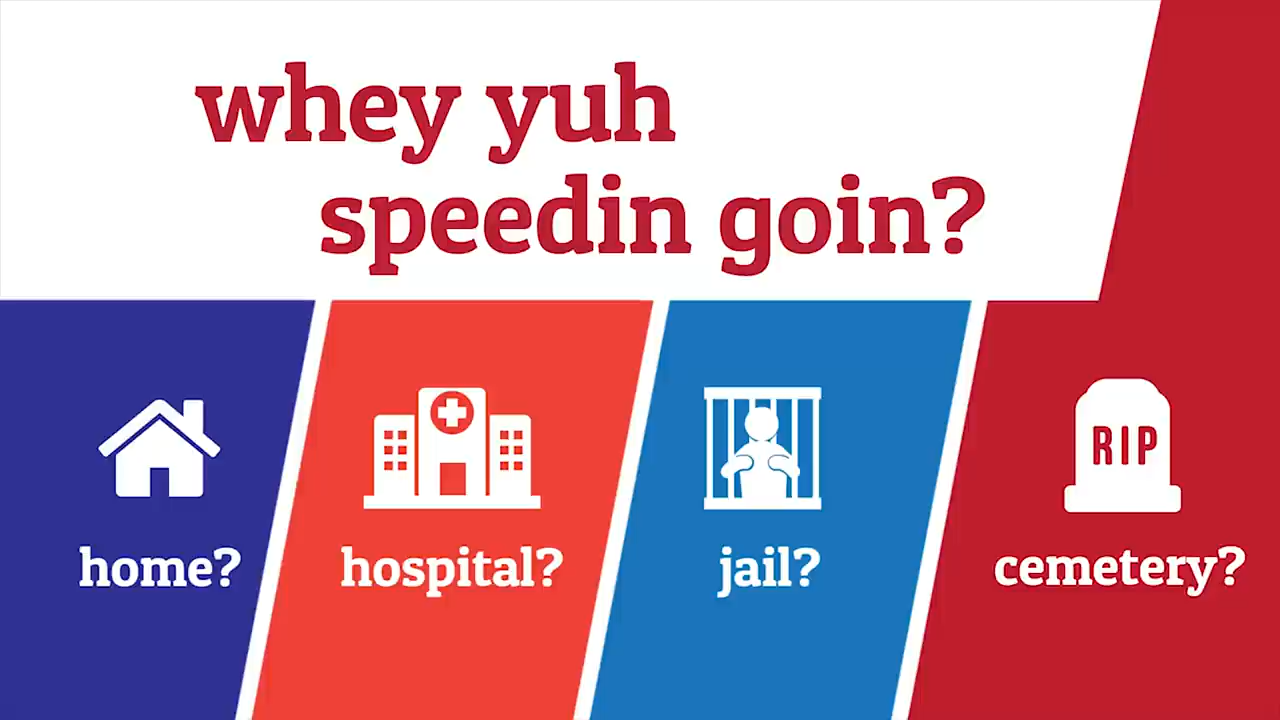 whey yuh
speedin goin?
RIP
home?
hospital?
jail?
cemetery?